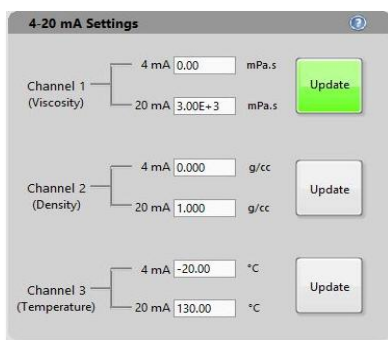 4-20 mA Settings ?
4 mA 0.00 mPa.s
Channel 1
(Viscosity)
Update
20 mA 3.00E+3 mPa.s
4 mA 0.000 g/cc
Channel 2
(Density)
Update
20 mA 1.000 g/cc
4 mA -20.00 °C
Channel 3
(Temperature)
Update
20 mA 130.00 °C